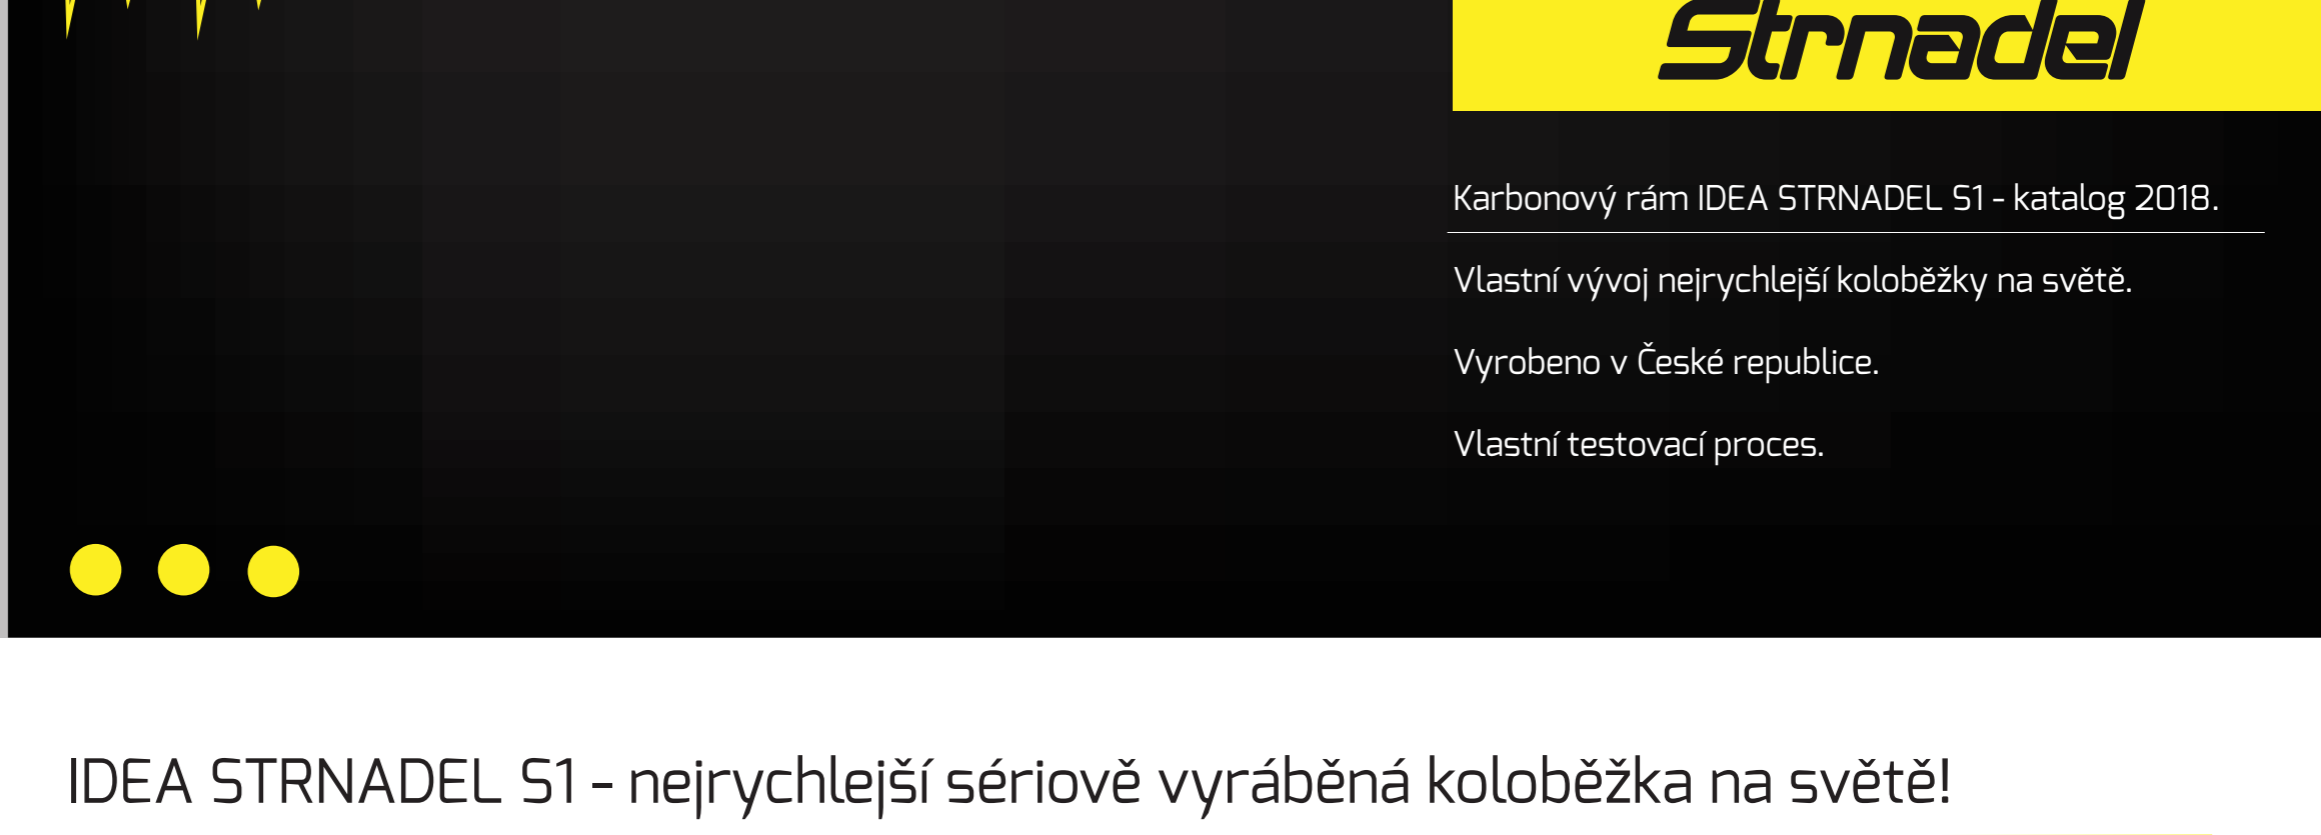 Strnadel
Karbonový rám IDEA STRNADEL S1 - katalog 2018.
Vlastní vývoj nejrychlejší koloběžky na světě.
Vyrobeno v České republice.
Vlastní testovací proces.
IDEA STRNADEL S1 - nejrychlejší sériově vyráběná koloběžka na světě!